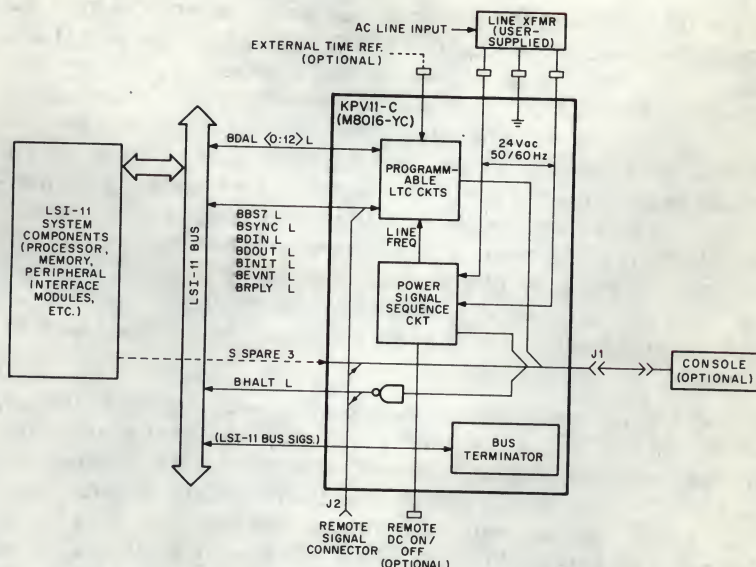 AC LINE INPUT
LINE XFMR
(USER-
SUPPLIED)
EXTERNAL TIME REF.
(OPTIONAL)
KPV11-C
(M8016-YC)
BDAL <0:12> L
24 Vac
50/60 Hz
PROGRAMM-
ABLE
LTC CKTS
LSI-11
SYSTEM
COMPONENTS
(PROCESSOR,
MEMORY,
PERIPHERAL
INTERFACE
MODULES,
ETC.)
LSI-11 BUS
BBS7 L
BSYNC L
BDIN L
BDOUT L
BINIT L
BEVNT L
BRPLY L
LINE
FREQ
POWER
SIGNAL
SEQUENCE
CKT
S SPARE 3
J1
CONSOLE
(OPTIONAL)
BHALT L
(LSI-11 BUS SIGS.)
BUS
TERMINATOR
J2
REMOTE
SIGNAL
CONNECTOR
REMOTE
DC ON/
OFF
(OPTIONAL)